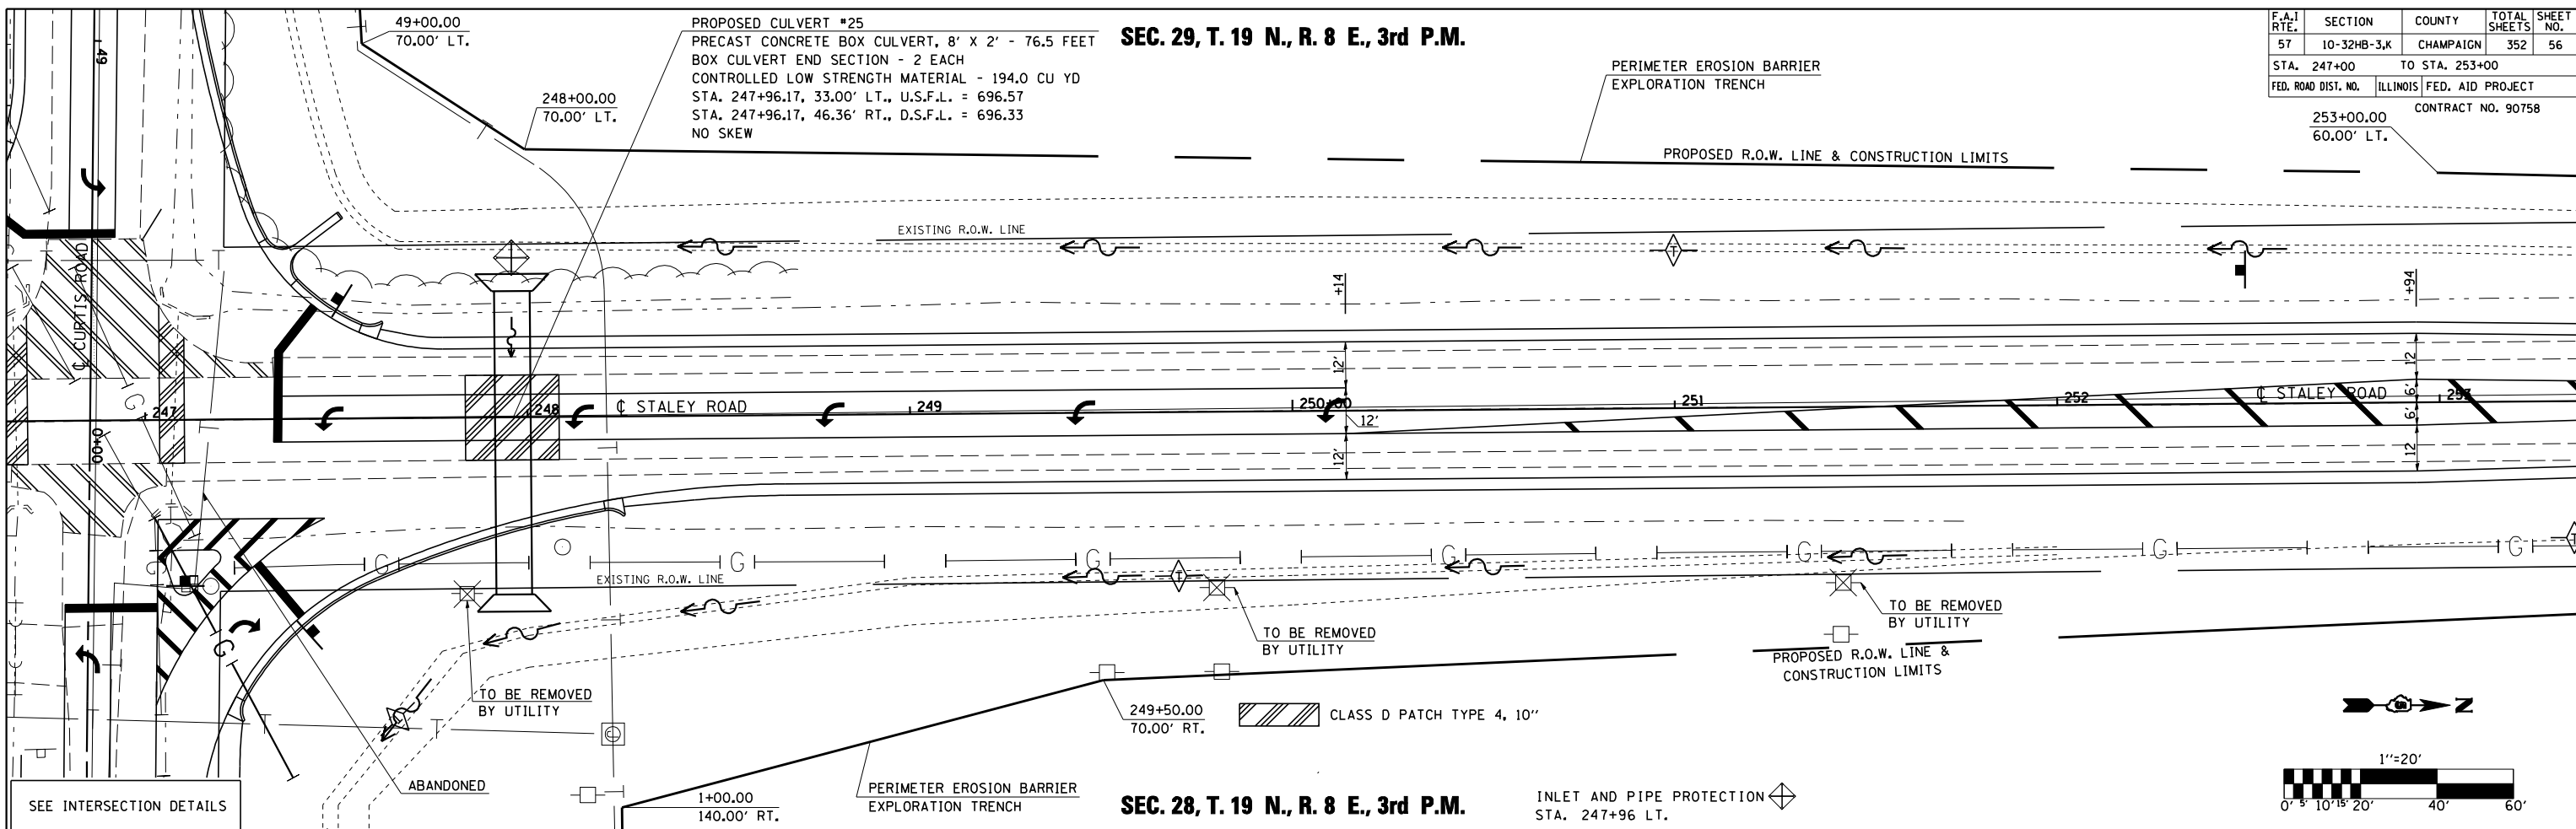 49+00.00
70.00' LT.
PROPOSED CULVERT #25
PRECAST CONCRETE BOX CULVERT, 8' X 2' - 76.5 FEET
BOX CULVERT END SECTION - 2 EACH
CONTROLLED LOW STRENGTH MATERIAL - 194.0 CU YD
STA. 247+96.17, 33.00' LT., U.S.F.L. = 696.57
STA. 247+96.17, 46.36' RT., D.S.F.L. = 696.33
NO SKEW
SEC. 29, T. 19 N., R. 8 E., 3rd P.M.
F.A.I RTE. SECTION COUNTY TOTAL SHEETS SHEET NO.
57 10-32HB-3,K CHAMPAIGN 352 56
STA. 247+00 TO STA. 253+00
FED. ROAD DIST. NO. ILLINOIS FED. AID PROJECT
CONTRACT NO. 90758
49
248+00.00
70.00' LT.
PERIMETER EROSION BARRIER
EXPLORATION TRENCH
253+00.00
60.00' LT.
PROPOSED R.O.W. LINE & CONSTRUCTION LIMITS
EXISTING R.O.W. LINE
T
+14
+94
℄ CURTIS ROAD
12'
12
6'
G
247
248
℄ STALEY ROAD
249
250+00
251
252
℄ STALEY ROAD
253
12'
6'
0+00
12'
12
G
G
G
G
G
G
G
G
EXISTING R.O.W. LINE
T
T
G
TO BE REMOVED
BY UTILITY
TO BE REMOVED
BY UTILITY
TO BE REMOVED
BY UTILITY
PROPOSED R.O.W. LINE &
CONSTRUCTION LIMITS
249+50.00
70.00' RT.
CLASS D PATCH TYPE 4, 10''
N
ABANDONED
SEE INTERSECTION DETAILS
1+00.00
140.00' RT.
PERIMETER EROSION BARRIER
EXPLORATION TRENCH
SEC. 28, T. 19 N., R. 8 E., 3rd P.M.
INLET AND PIPE PROTECTION
STA. 247+96 LT.
1''=20'
0' 5' 10' 15' 20' 40' 60'